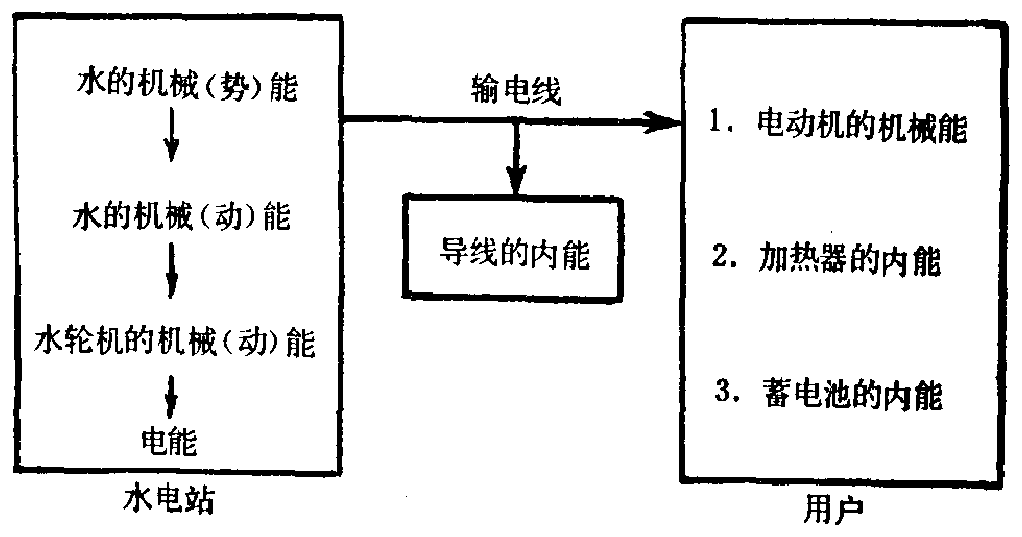 水的机械(势)能
水的机械(动)能
水轮机的机械(动)能
电能
水电站
输电线
导线的内能
1. 电动机的机械能
2. 加热器的内能
3. 蓄电池的内能
用户